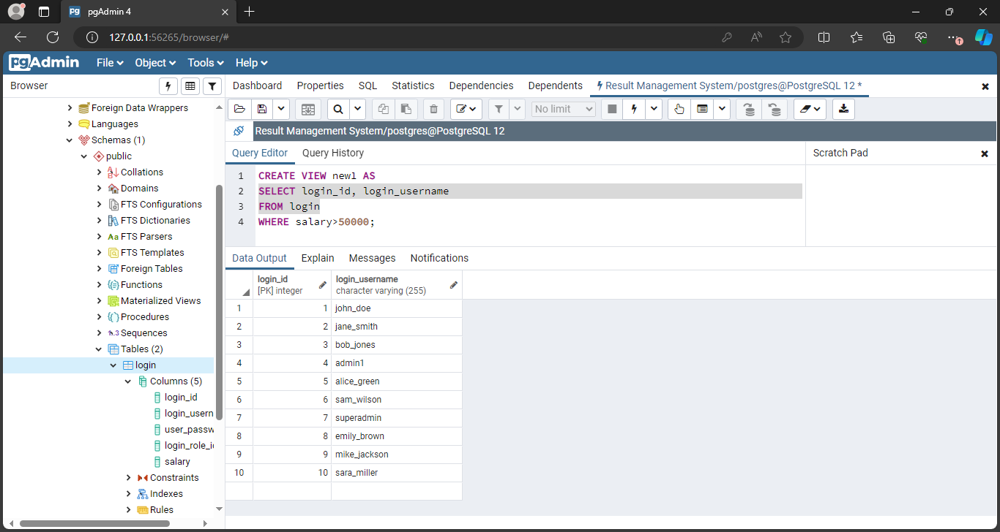 pgAdmin 4
127.0.0.1:56265/browser/#
pgAdmin File Object Tools Help
Browser
Dashboard Properties SQL Statistics Dependencies Dependents Result Management System/postgres@PostgreSQL 12 *
No limit
Result Management System/postgres@PostgreSQL 12
Foreign Data Wrappers
Languages
Schemas (1)
public
Collations
Domains
FTS Configurations
FTS Dictionaries
FTS Parsers
FTS Templates
Foreign Tables
Functions
Materialized Views
Procedures
1.3 Sequences
Tables (2)
login
Columns (5)
login_id
login_usern
user_passw
login_role_i
salary
Constraints
Indexes
Rules
Query Editor Query History
Scratch Pad
1 CREATE VIEW new1 AS
2 SELECT login_id, login_username
3 FROM login
4 WHERE salary>50000;
Data Output Explain Messages Notifications
login_id login_username
[PK] integer character varying (255)
1 1 john_doe
2 2 jane_smith
3 3 bob_jones
4 4 admin1
5 5 alice_green
6 6 sam_wilson
7 7 superadmin
8 8 emily_brown
9 9 mike_jackson
10 10 sara_miller